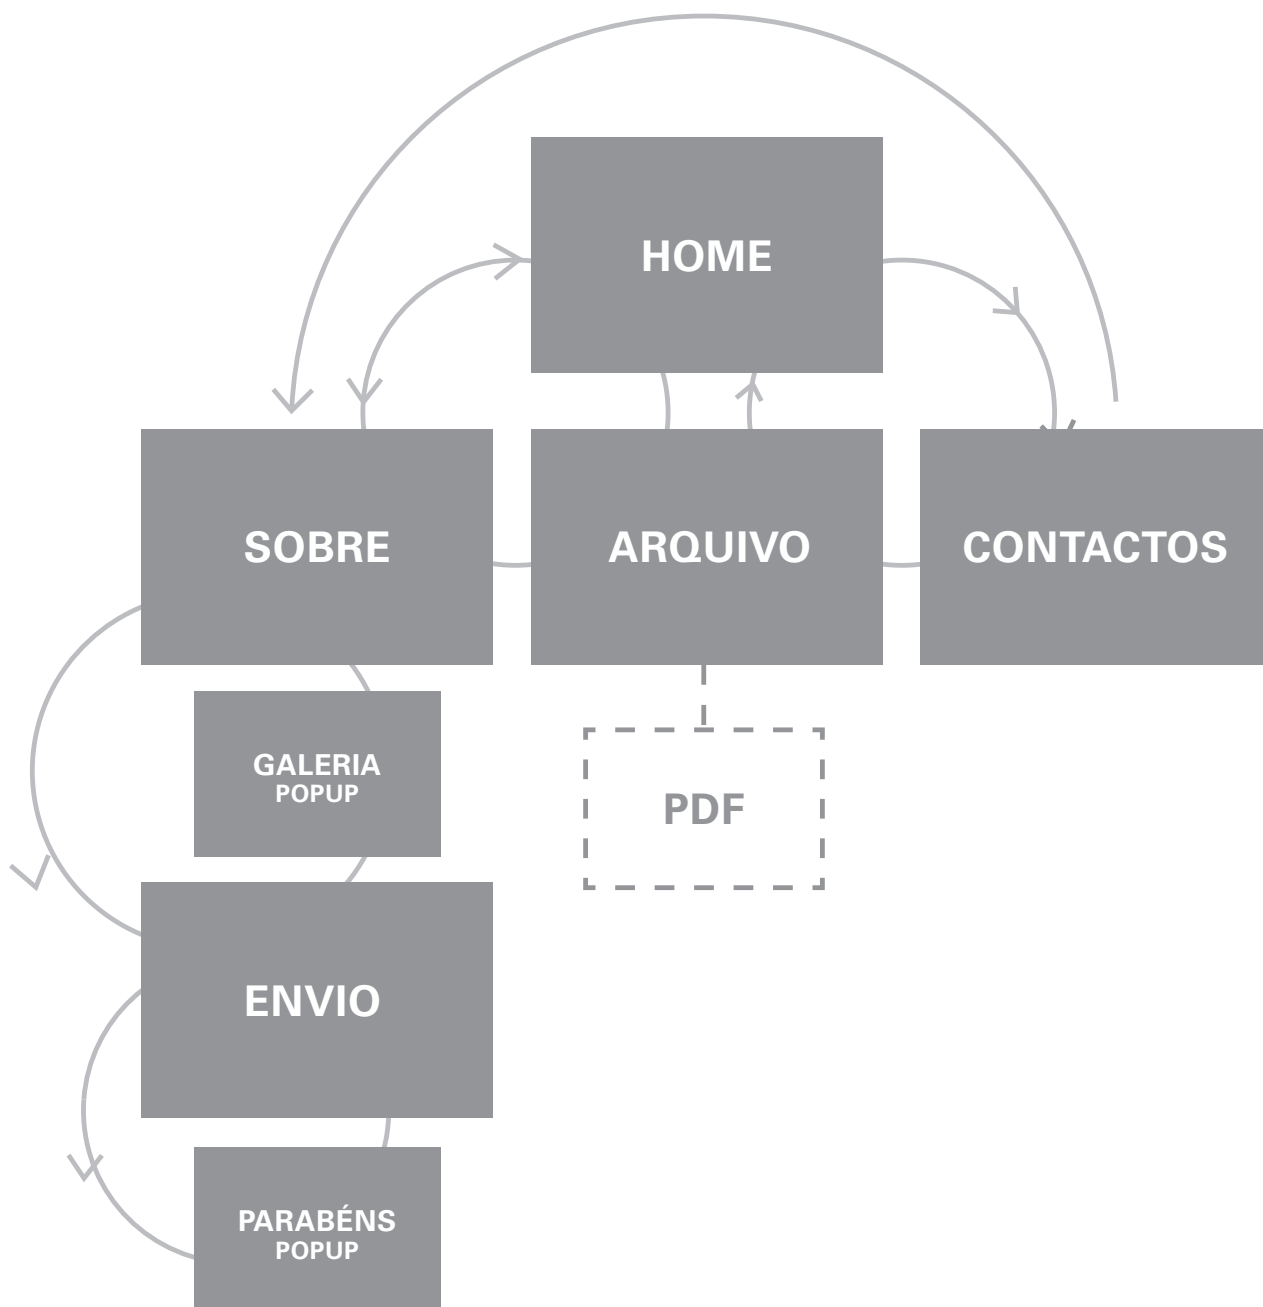 HOME
SOBRE
ARQUIVO
CONTACTOS
GALERIA
POPUP
PDF
ENVIO
PARABÉNS
POPUP